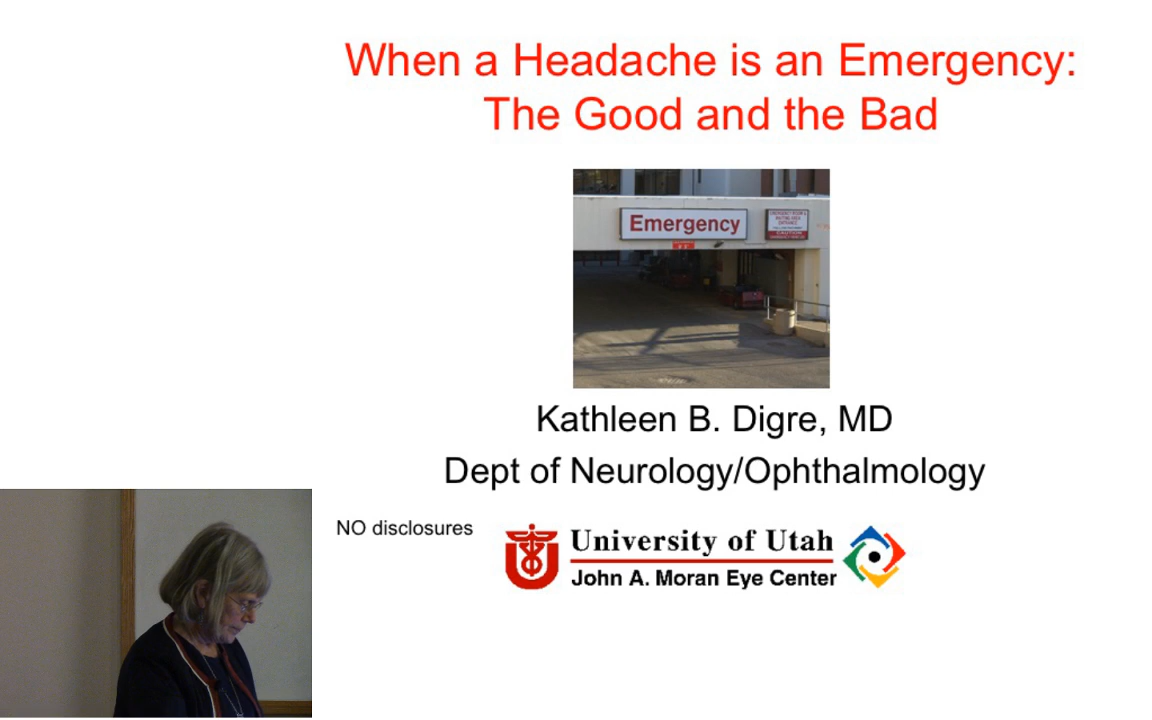 When a Headache is an Emergency:
The Good and the Bad
Emergency
Kathleen B. Digre, MD
Dept of Neurology/Ophthalmology
NO disclosures
University of Utah
John A. Moran Eye Center